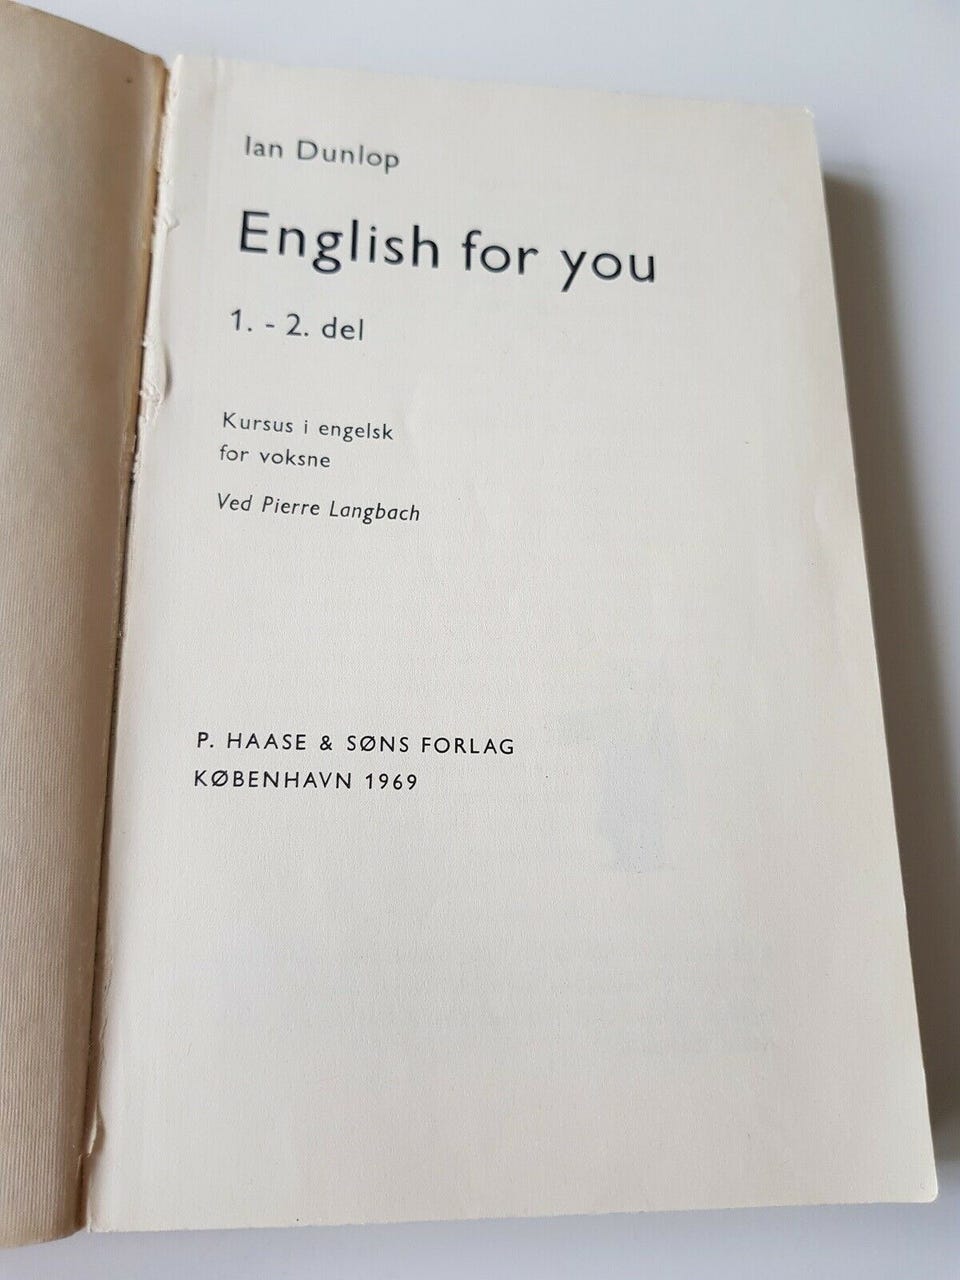 Ian Dunlop
English for you
1. - 2. del
Kursus i engelsk
for voksne
Ved Pierre Langbach
P. HAASE & SØNS FORLAG
KØBENHAVN 1969